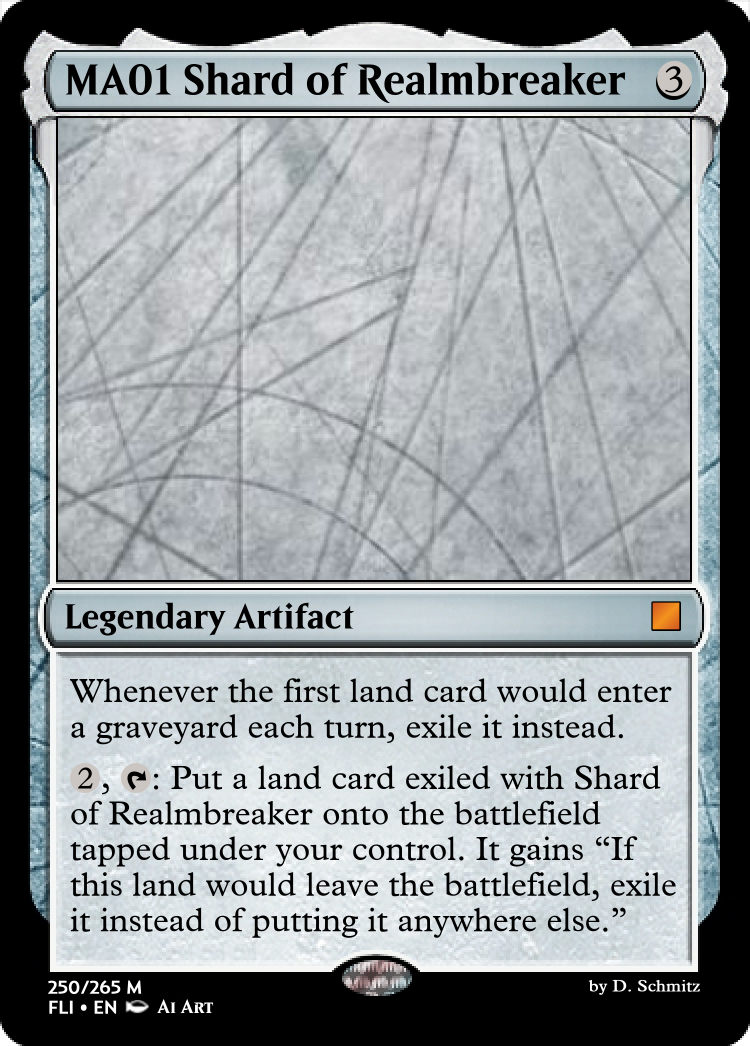 MA01 Shard of Realmbreaker 3
Legendary Artifact
Whenever the first land card would enter
a graveyard each turn, exile it instead.
2, : Put a land card exiled with Shard
of Realmbreaker onto the battlefield
tapped under your control. It gains “If
this land would leave the battlefield, exile
it instead of putting it anywhere else.”
250/265 M
by D. Schmitz
FLI • EN AI ART